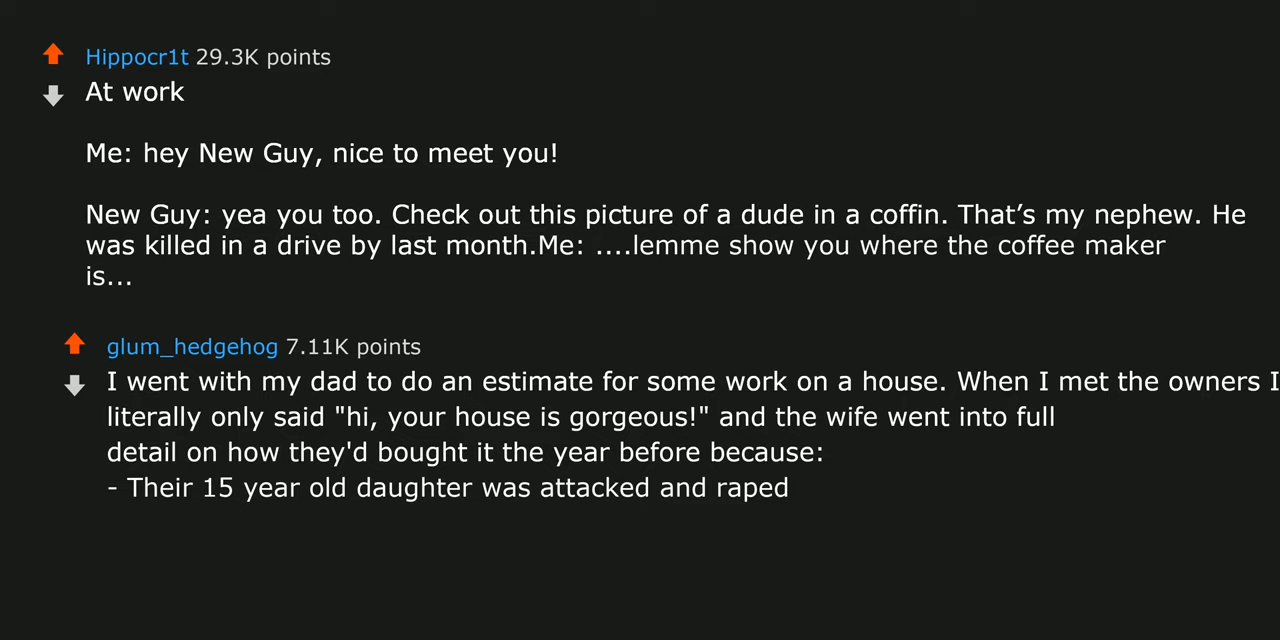 Hippocr1t 29.3K points
At work
Me: hey New Guy, nice to meet you!
New Guy: yea you too. Check out this picture of a dude in a coffin. That’s my nephew. He
was killed in a drive by last month.Me: ....lemme show you where the coffee maker
is...
glum_hedgehog 7.11K points
I went with my dad to do an estimate for some work on a house. When I met the owners I
literally only said "hi, your house is gorgeous!" and the wife went into full
detail on how they'd bought it the year before because:
- Their 15 year old daughter was attacked and raped